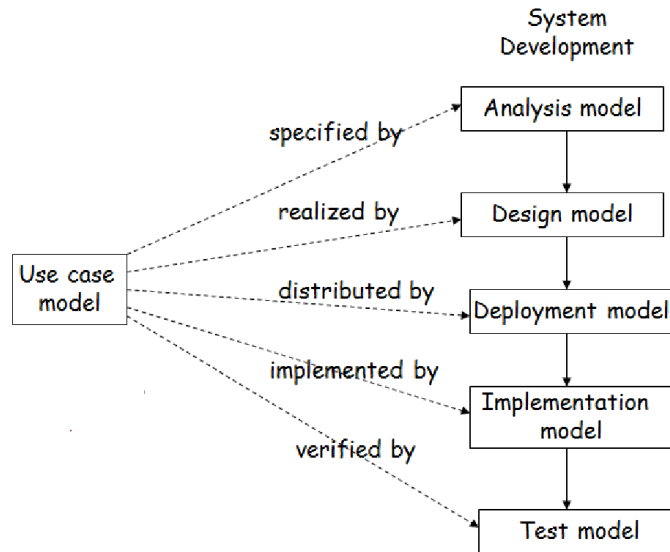 System
Development
Analysis model
specified by
realized by
Design model
Use case
model
distributed by
Deployment model
implemented by
Implementation
model
verified by
Test model